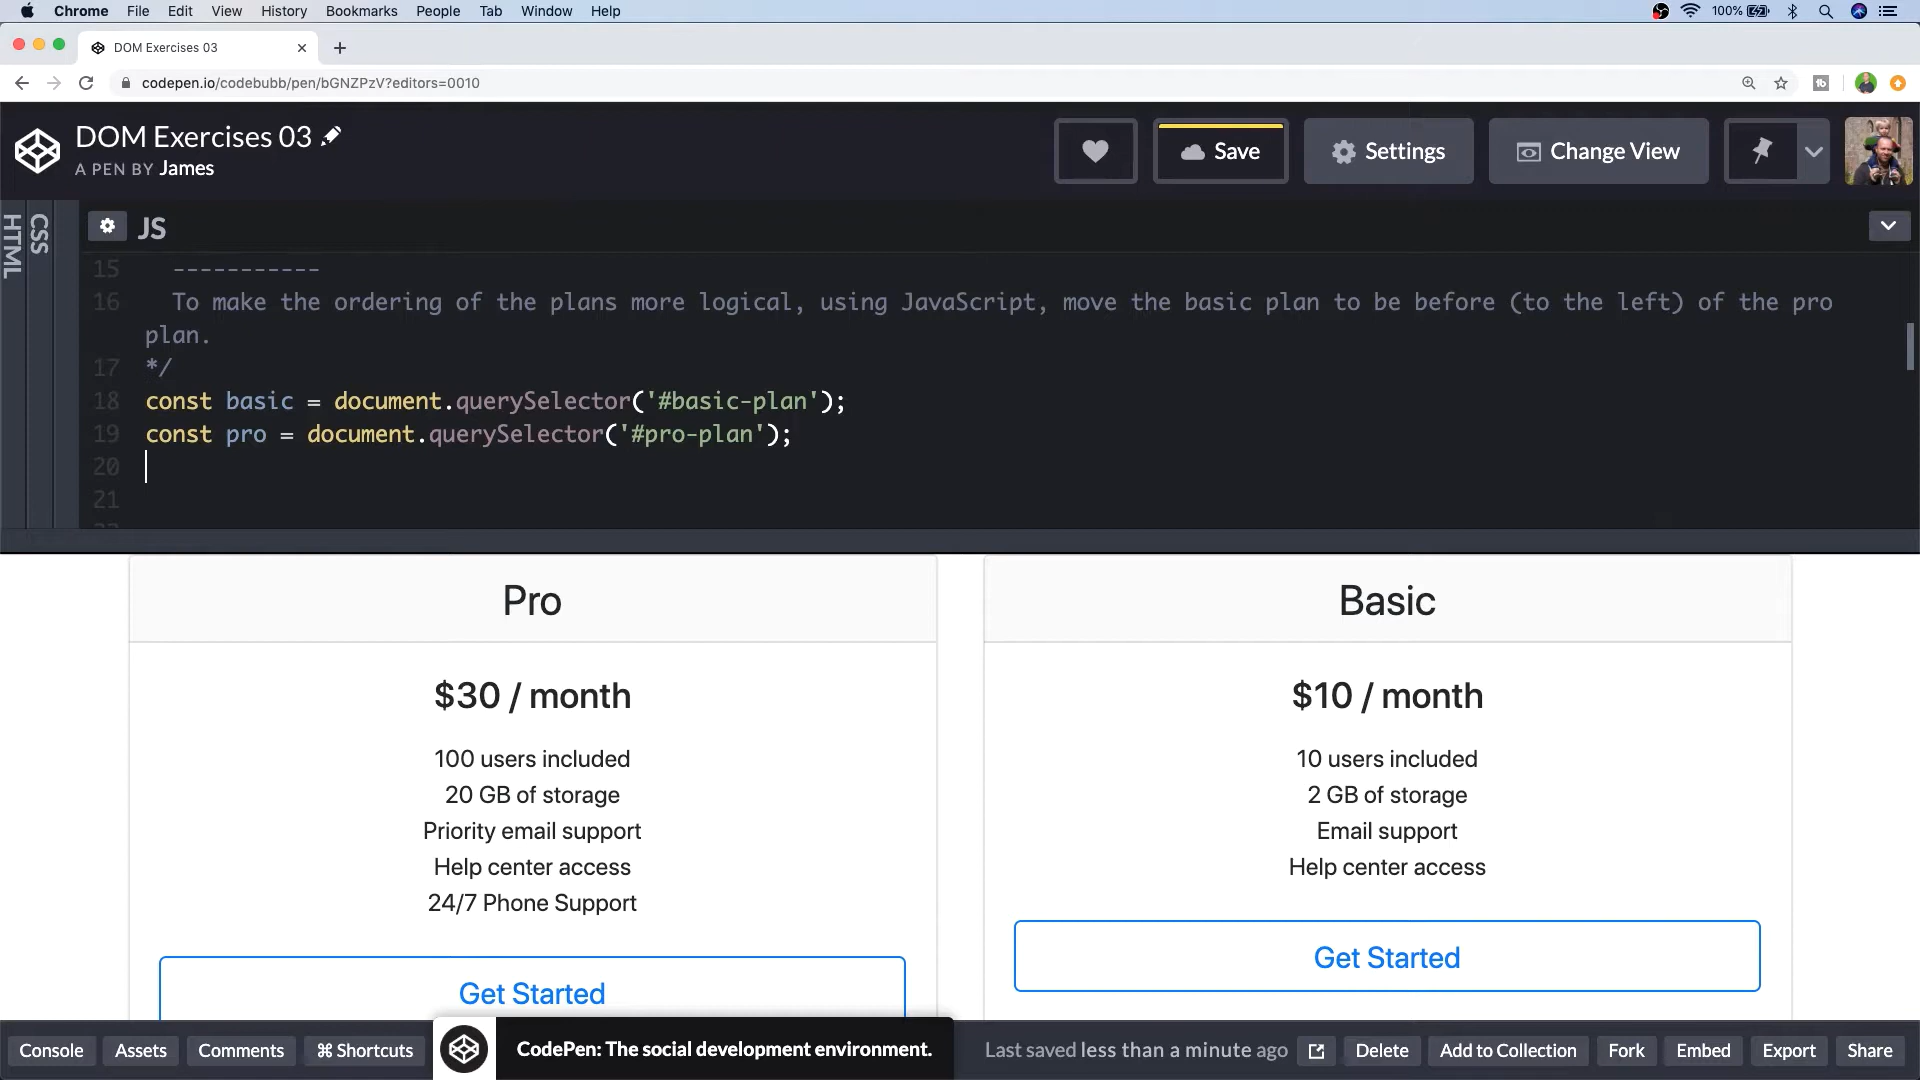 Chrome File Edit View History Bookmarks People Tab Window Help 100%
DOM Exercises 03
codepen.io/codebubb/pen/bGNZPzV?editors=0010
DOM Exercises 03
A PEN BY James
Save Settings Change View
HTML
CSS
JS
15 -----------
16 To make the ordering of the plans more logical, using JavaScript, move the basic plan to be before (to the left) of the pro
plan.
17 */
18 const basic = document.querySelector('#basic-plan');
19 const pro = document.querySelector('#pro-plan');
20
21
Pro
$30 / month
100 users included
20 GB of storage
Priority email support
Help center access
24/7 Phone Support
Get Started
Basic
$10 / month
10 users included
2 GB of storage
Email support
Help center access
Get Started
Console Assets Comments ⌘ Shortcuts CodePen: The social development environment. Last saved less than a minute ago Delete Add to Collection Fork Embed Export Share